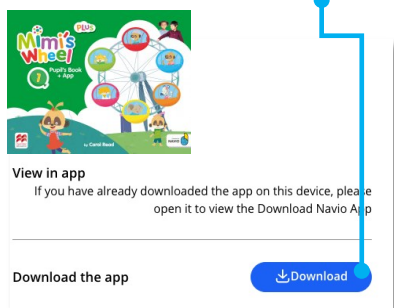 PLUS
Mimi's
Wheel
1
Pupil's Book
+ App
by Carol Read
navio
View in app
If you have already downloaded the app on this device, please
open it to view the Download Navio App
Download the app
Download